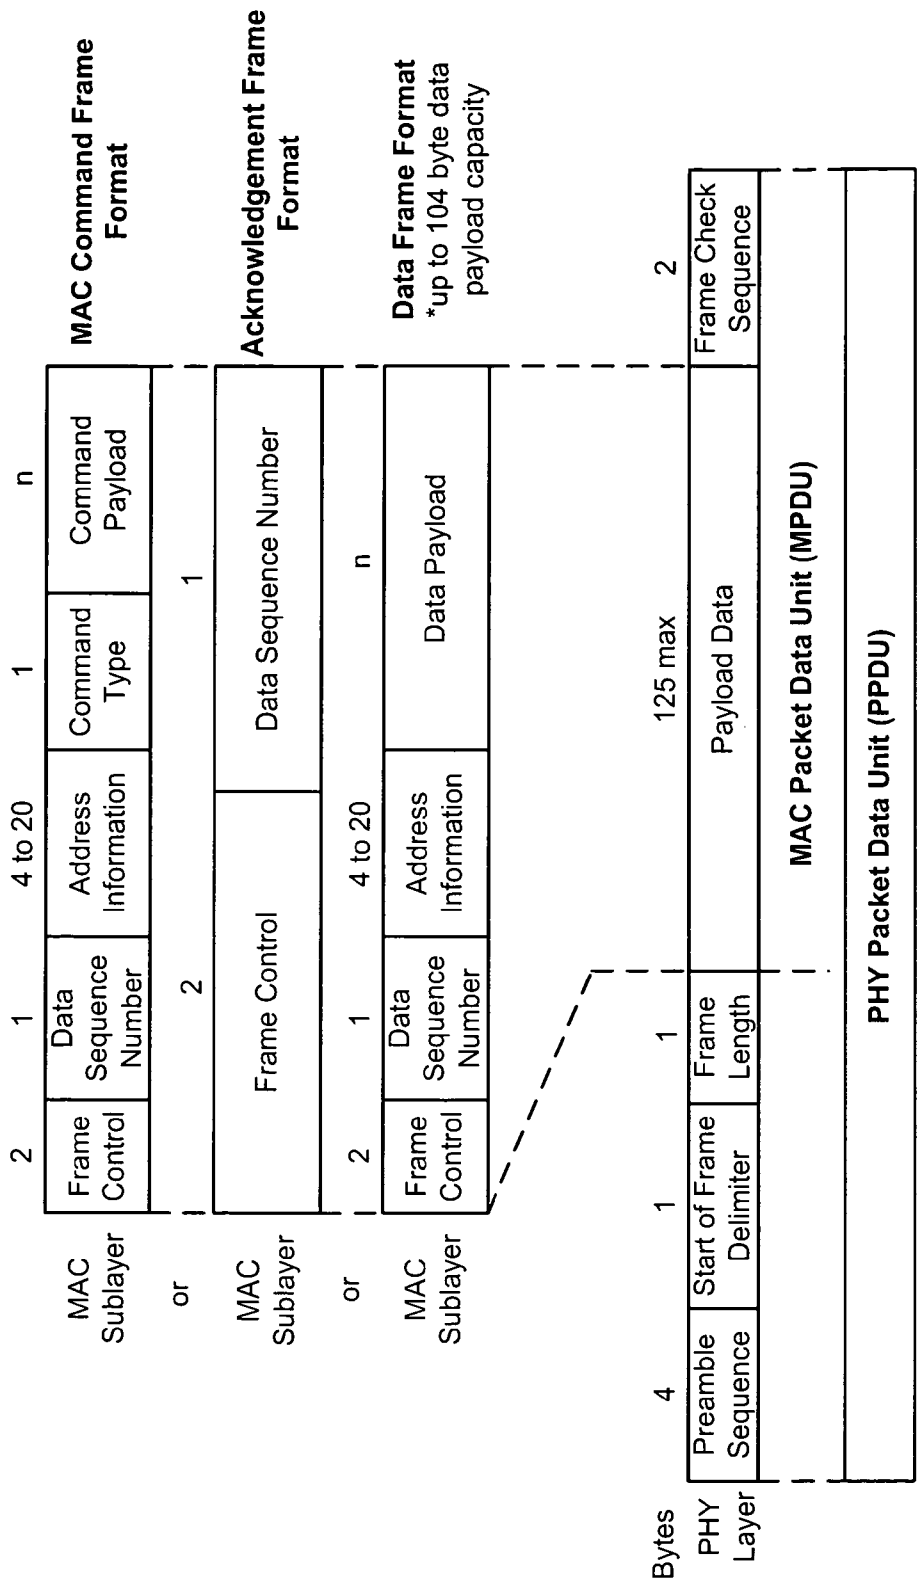 2 1 4 to 20 1 n
MAC
Sublayer
Frame
Control
Data
Sequence
Number
Address
Information
Command
Type
Command
Payload
MAC Command Frame
Format
or
2 1
MAC
Sublayer
Frame Control
Data Sequence Number
Acknowledgement Frame
Format
or
2 1 4 to 20 n
MAC
Sublayer
Frame
Control
Data
Sequence
Number
Address
Information
Data Payload
Data Frame Format
*up to 104 byte data
payload capacity
Bytes 4 1 1 125 max 2
PHY
Layer
Preamble
Sequence
Start of Frame
Delimiter
Frame
Length
Payload Data
Frame Check
Sequence
MAC Packet Data Unit (MPDU)
PHY Packet Data Unit (PPDU)